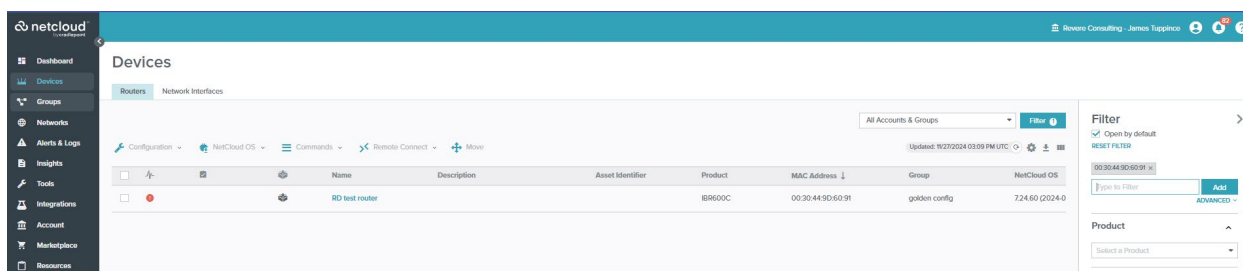 netcloud
by cradlepoint
Revero Consulting - James Tuppince
82
Dashboard
Devices
Groups
Networks
Alerts & Logs
Insights
Tools
Integrations
Account
Marketplace
Resources
Devices
Routers Network Interfaces
All Accounts & Groups Filter 1
Configuration NetCloud OS Commands Remote Connect Move
Updated: 11/27/2024 03:09 PM UTC
Name Description Asset Identifier Product MAC Address ↓ Group NetCloud OS
RD test router IBR600C 00:30:44:9D:60:91 golden config 7.24.60 (2024-0
Filter
Open by default
RESET FILTER
00:30:44:9D:60:91 ×
Type to Filter Add
ADVANCED
Product
Select a Product